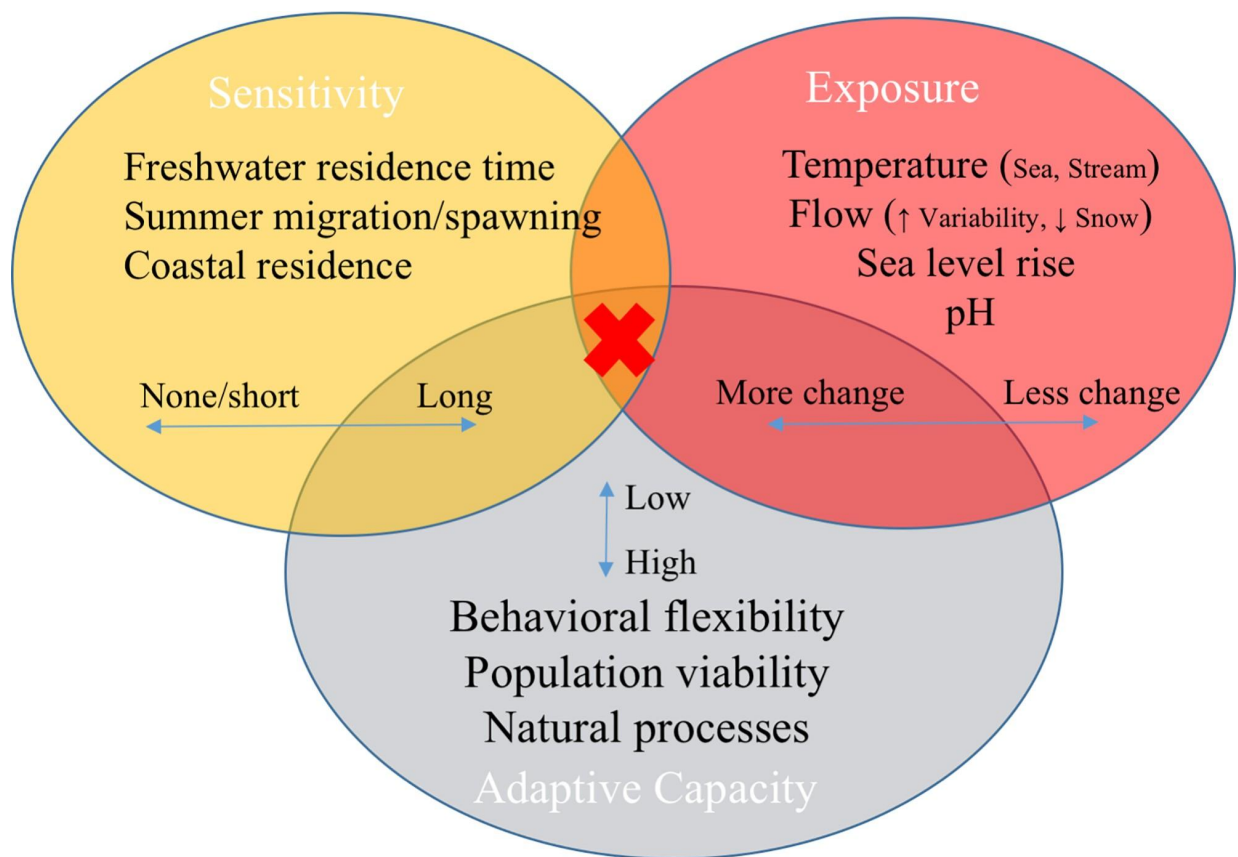 Sensitivity
Freshwater residence time
Summer migration/spawning
Coastal residence
None/short
Long
Exposure
Temperature (Sea, Stream)
Flow (↑ Variability, ↓ Snow)
Sea level rise
pH
More change
Less change
Low
High
Behavioral flexibility
Population viability
Natural processes
Adaptive Capacity